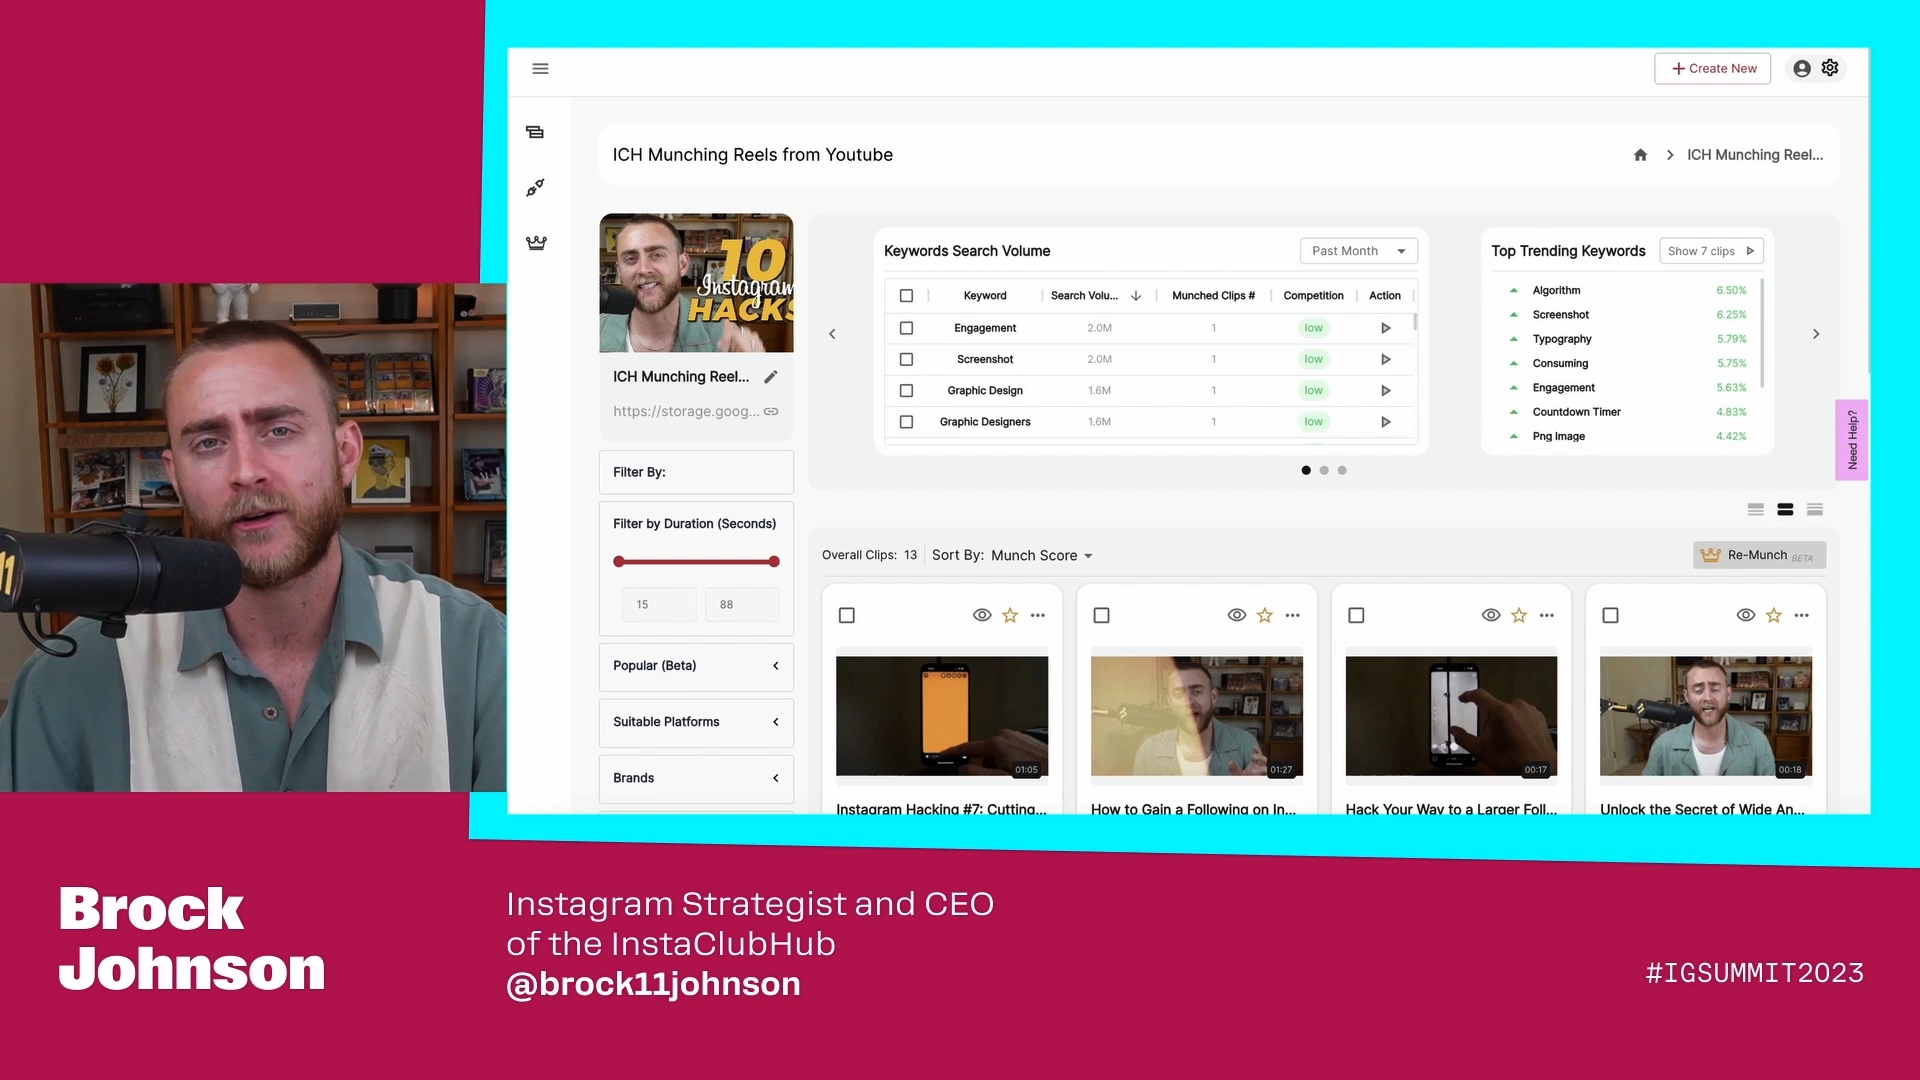 Create New
ICH Munching Reels from Youtube
ICH Munching Reel...
10
Instagram
HACKS
ICH Munching Reel...
https://storage.goog...
Filter By:
Filter by Duration (Seconds)
15
88
Popular (Beta)
Suitable Platforms
Brands
Keywords Search Volume
Past Month
Keyword
Search Volu...
Munched Clips #
Competition
Action
Engagement
2.0M
1
low
Screenshot
2.0M
1
low
Graphic Design
1.6M
1
low
Graphic Designers
1.6M
1
low
Top Trending Keywords
Show 7 clips
Algorithm
6.50%
Screenshot
6.25%
Typography
5.79%
Consuming
5.75%
Engagement
5.63%
Countdown Timer
4.83%
Png Image
4.42%
Need Help?
Overall Clips: 13
Sort By: Munch Score
Re-Munch BETA
01:05
01:27
00:17
00:18
Instagram Hacking #7: Cutting...
How to Gain a Following on In...
Hack Your Way to a Larger Foll...
Unlock the Secret of Wide An...
11
Brock
Johnson
Instagram Strategist and CEO
of the InstaClubHub
@brock11johnson
#IGSUMMIT2023